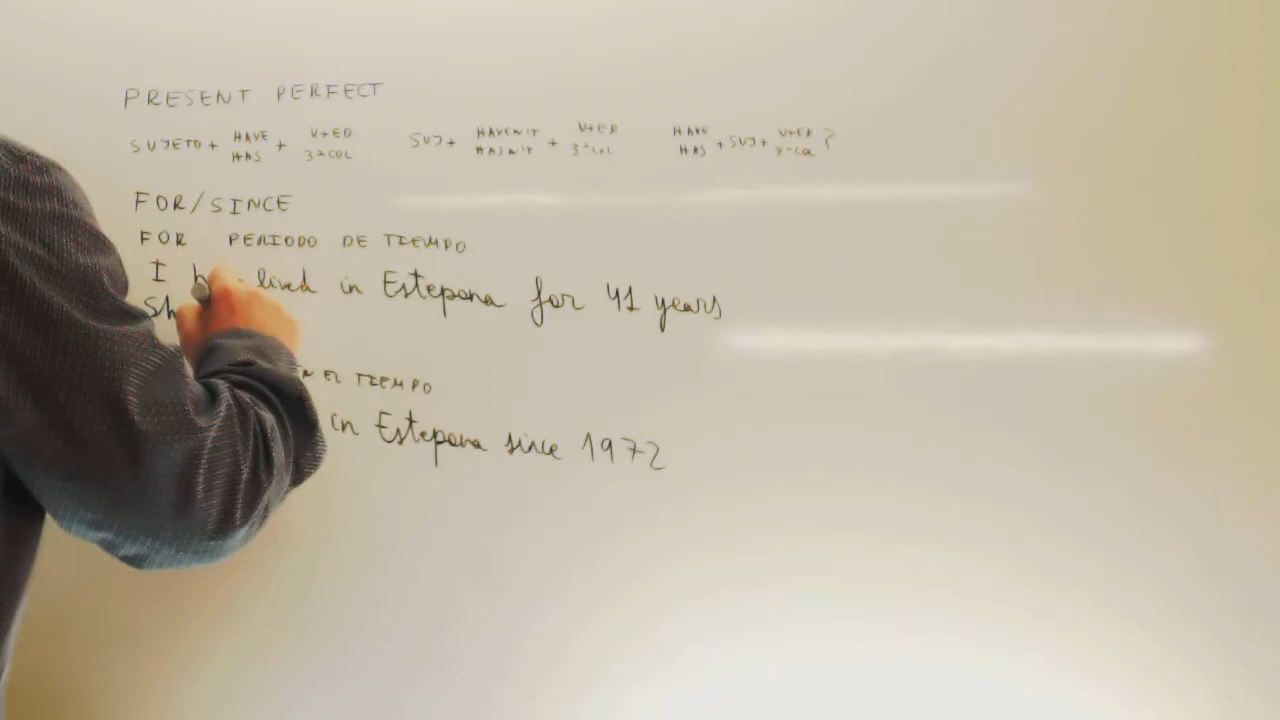 PRESENT PERFECT
SUJETO + HAVE HAS + V+ED 3ª COL
SUJ + HAVEN'T HASN'T + V+ED 3ª COL
HAVE HAS + SUJ + V+ED 3ª COL ?
FOR/SINCE
FOR PERIODO DE TIEMPO
I lived in Estepona for 41 years
Sh
EL TIEMPO
in Estepona since 1972